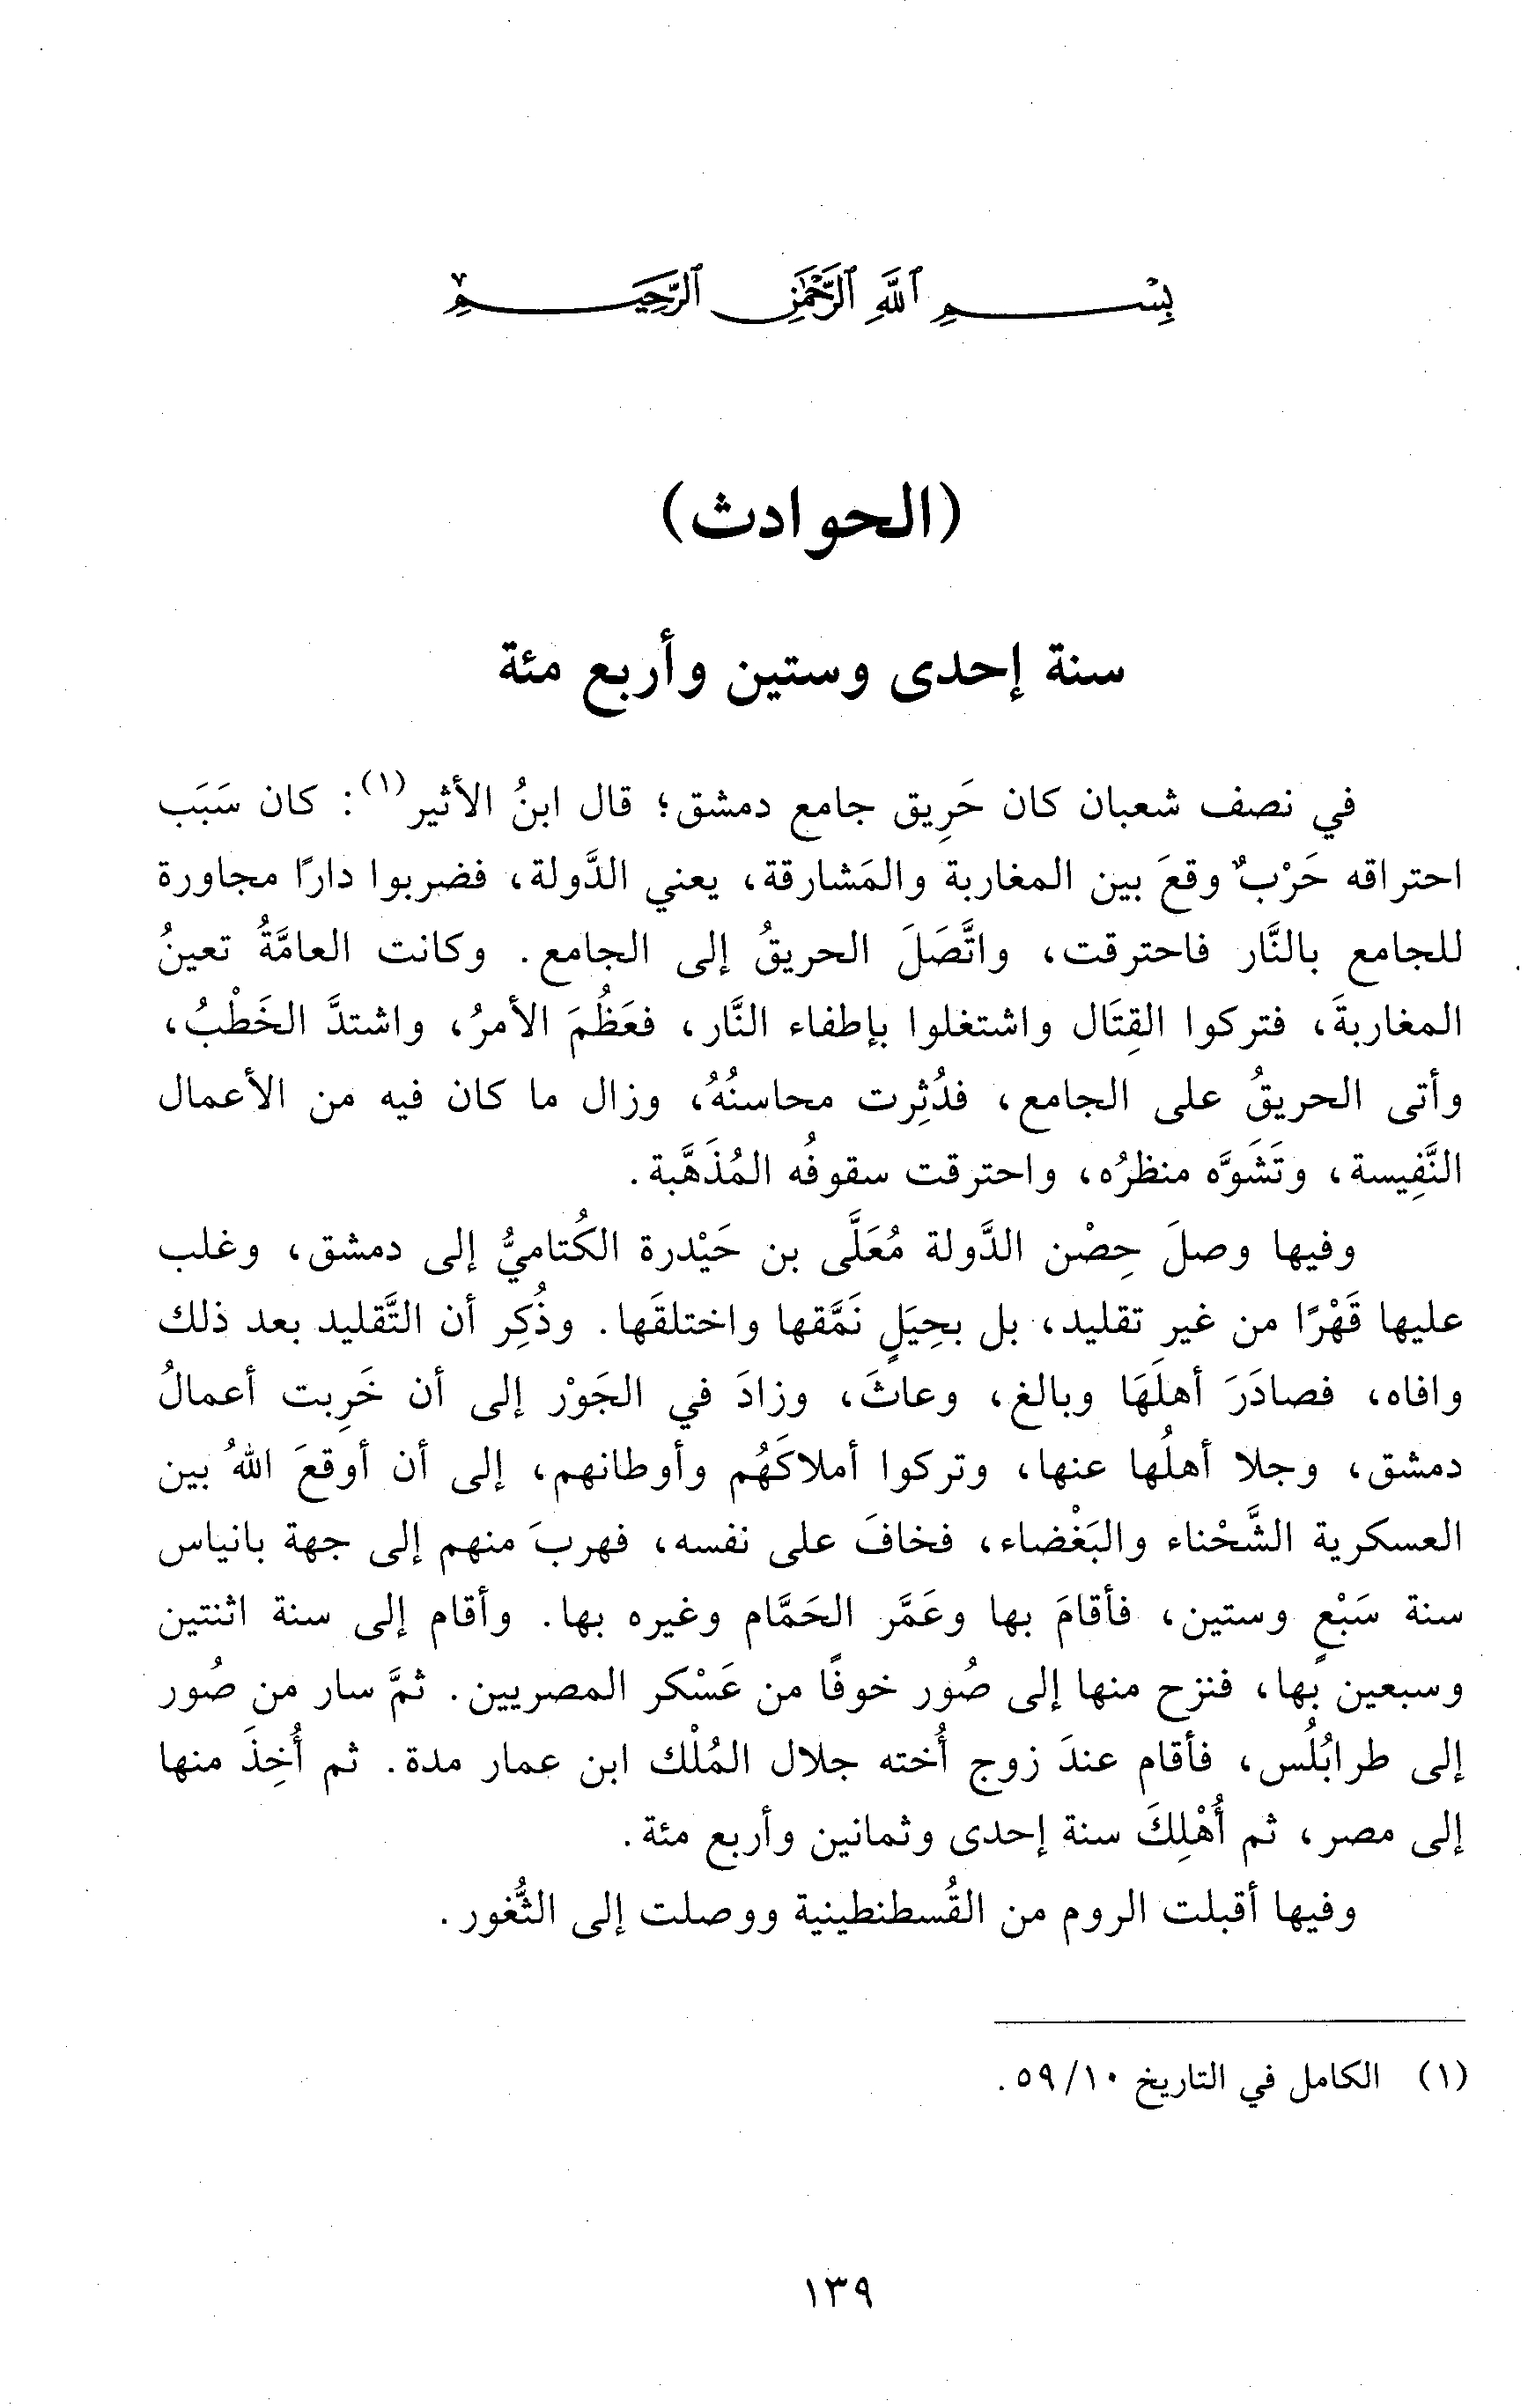 بِسْمِ ٱللَّهِ ٱلرَّحْمَٰنِ ٱلرَّحِيمِ
(الحوادث)
سنة إحدى وستين وأربع مئة
في نصف شعبان كان حَرِيق جامع دمشق؛ قال ابنُ الأثير(١): كان سَبَب
احتراقه حَرْبٌ وقعَ بين المغاربة والمَشارقة، يعني الدَّولة، فضربوا دارًا مجاورة
للجامع بالنَّار فاحترقت، واتَّصَلَ الحريقُ إلى الجامع. وكانت العامَّةُ تعينُ
المغاربةَ، فتركوا القِتَال واشتغلوا بإطفاء النَّار، فعَظُمَ الأمرُ، واشتدَّ الخَطْبُ،
وأتى الحريقُ على الجامع، فدُثِرت محاسنُهُ، وزال ما كان فيه من الأعمال
النَّفِيسة، وتَشَوَّه منظرُه، واحترقت سقوفُه المُذَهَّبة.
وفيها وصلَ حِصْن الدَّولة مُعَلَّى بن حَيْدرة الكُتاميُّ إلى دمشق، وغلب
عليها قَهْرًا من غيرِ تقليد، بل بحِيَلٍ نَمَّقها واختلقَها. وذُكِر أن التَّقليد بعد ذلك
وافاه، فصادَرَ أهلَهَا وبالغ، وعاثَ، وزادَ في الجَوْر إلى أن خَرِبت أعمالُ
دمشق، وجلا أهلُها عنها، وتركوا أملاكَهُم وأوطانهم، إلى أن أوقعَ اللهُ بين
العسكرية الشَّحْناء والبَغْضاء، فخافَ على نفسه، فهربَ منهم إلى جهة بانياس
سنة سَبْعٍ وستين، فأقامَ بها وعَمَّر الحَمَّام وغيره بها. وأقام إلى سنة اثنتين
وسبعين بها، فنزح منها إلى صُور خوفًا من عَسْكر المصريين. ثمَّ سار من صُور
إلى طرابُلُس، فأقام عندَ زوج أُخته جلال المُلْك ابن عمار مدة. ثم أُخِذَ منها
إلى مصر، ثم أُهْلِكَ سنة إحدى وثمانين وأربع مئة.
وفيها أقبلت الروم من القُسطنطينية ووصلت إلى الثُّغور.
(١) الكامل في التاريخ ١٠/ ٥٩.
١٣٩